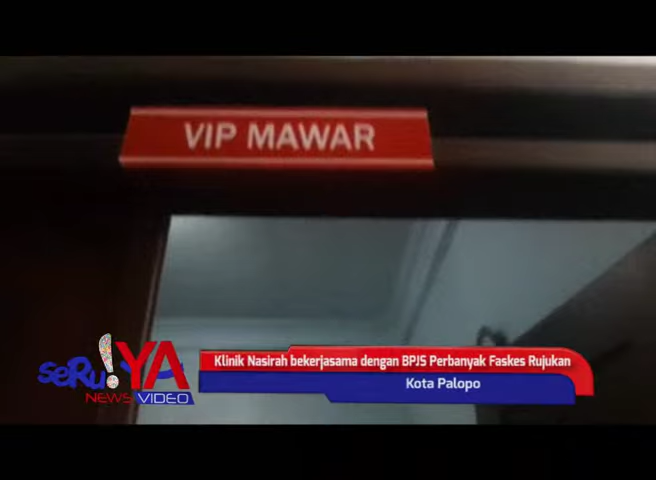 VIP MAWAR
Klinik Nasirah bekerjasama dengan BPJS Perbanyak Faskes Rujukan
Kota Palopo
seRu!YA
NEWS VIDEO